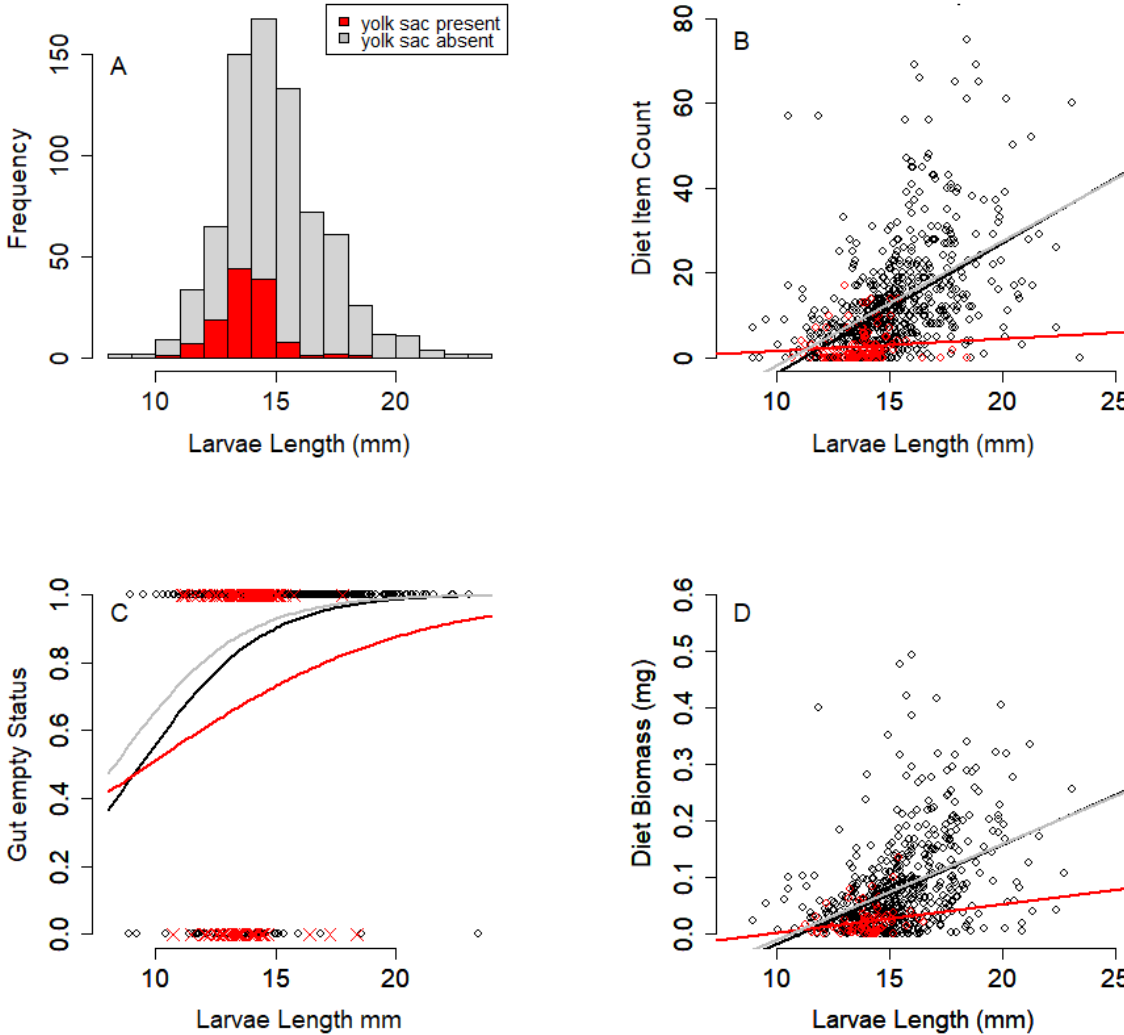 yolk sac present
yolk sac absent
A
Frequency
0 50 100 150
10 15 20
Larvae Length (mm)
B
Diet Item Count
0 20 40 60 80
10 15 20 25
Larvae Length (mm)
C
Gut empty Status
0.0 0.2 0.4 0.6 0.8 1.0
10 15 20
Larvae Length mm
D
Diet Biomass (mg)
0.0 0.1 0.2 0.3 0.4 0.5 0.6
10 15 20 25
Larvae Length (mm)